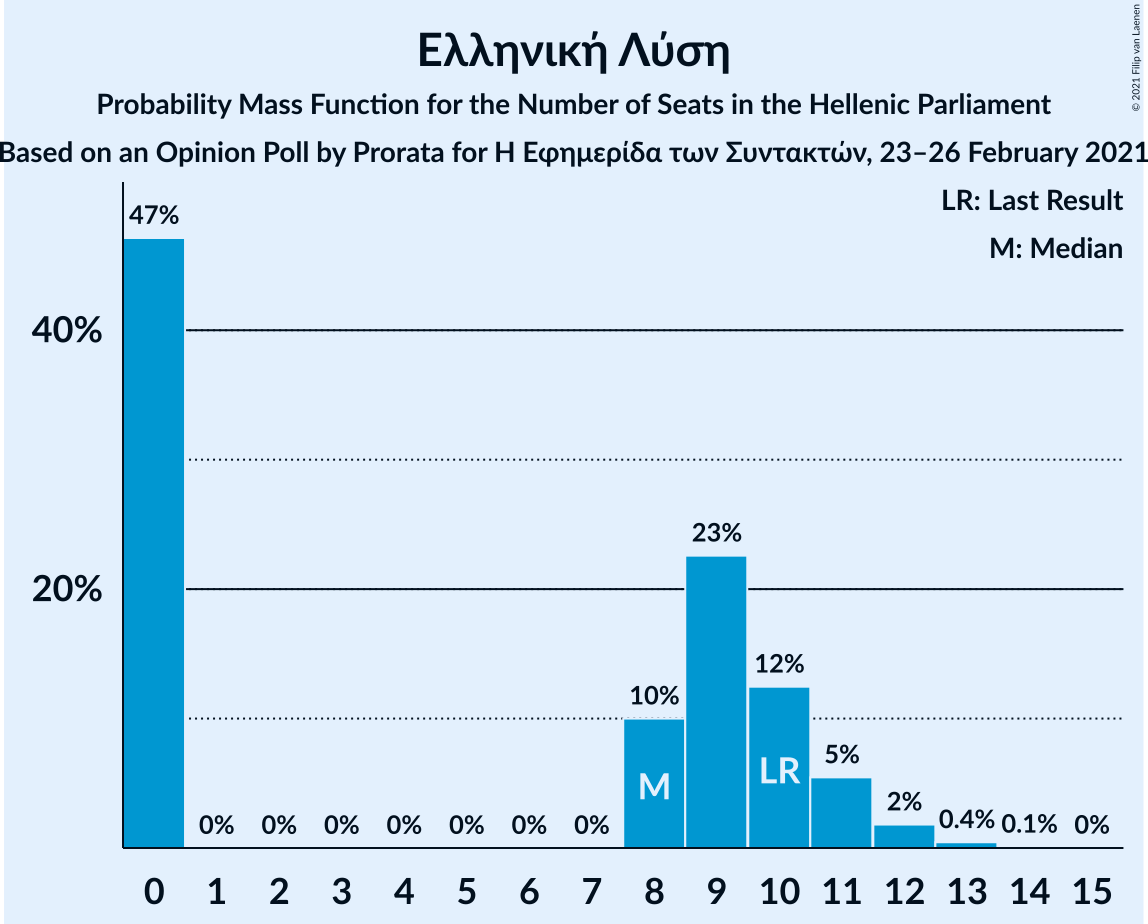 © 2021 Filip van Laenen
Ελληνική Λύση
Probability Mass Function for the Number of Seats in the Hellenic Parliament
Based on an Opinion Poll by Prorata for Η Εφημερίδα των Συντακτών, 23–26 February 2021
LR: Last Result
M: Median
47%
40%
23%
20%
12%
10%
LR
M
5%
2%
0% 0% 0% 0% 0% 0% 0% 0.4% 0.1% 0%
0 1 2 3 4 5 6 7 8 9 10 11 12 13 14 15